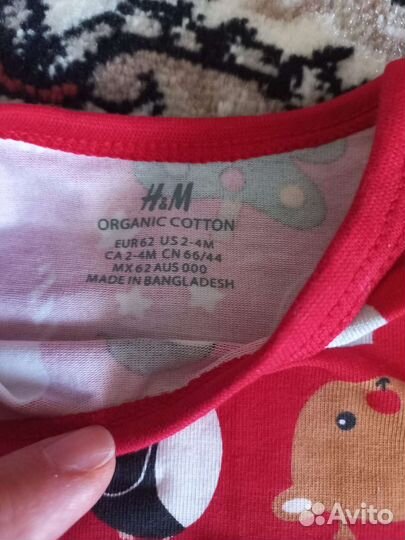 H&M
ORGANIC COTTON
EUR 62 US 2-4M
CA 2-4M CN 66/44
MX 62 AUS 000
MADE IN BANGLADESH
Avito